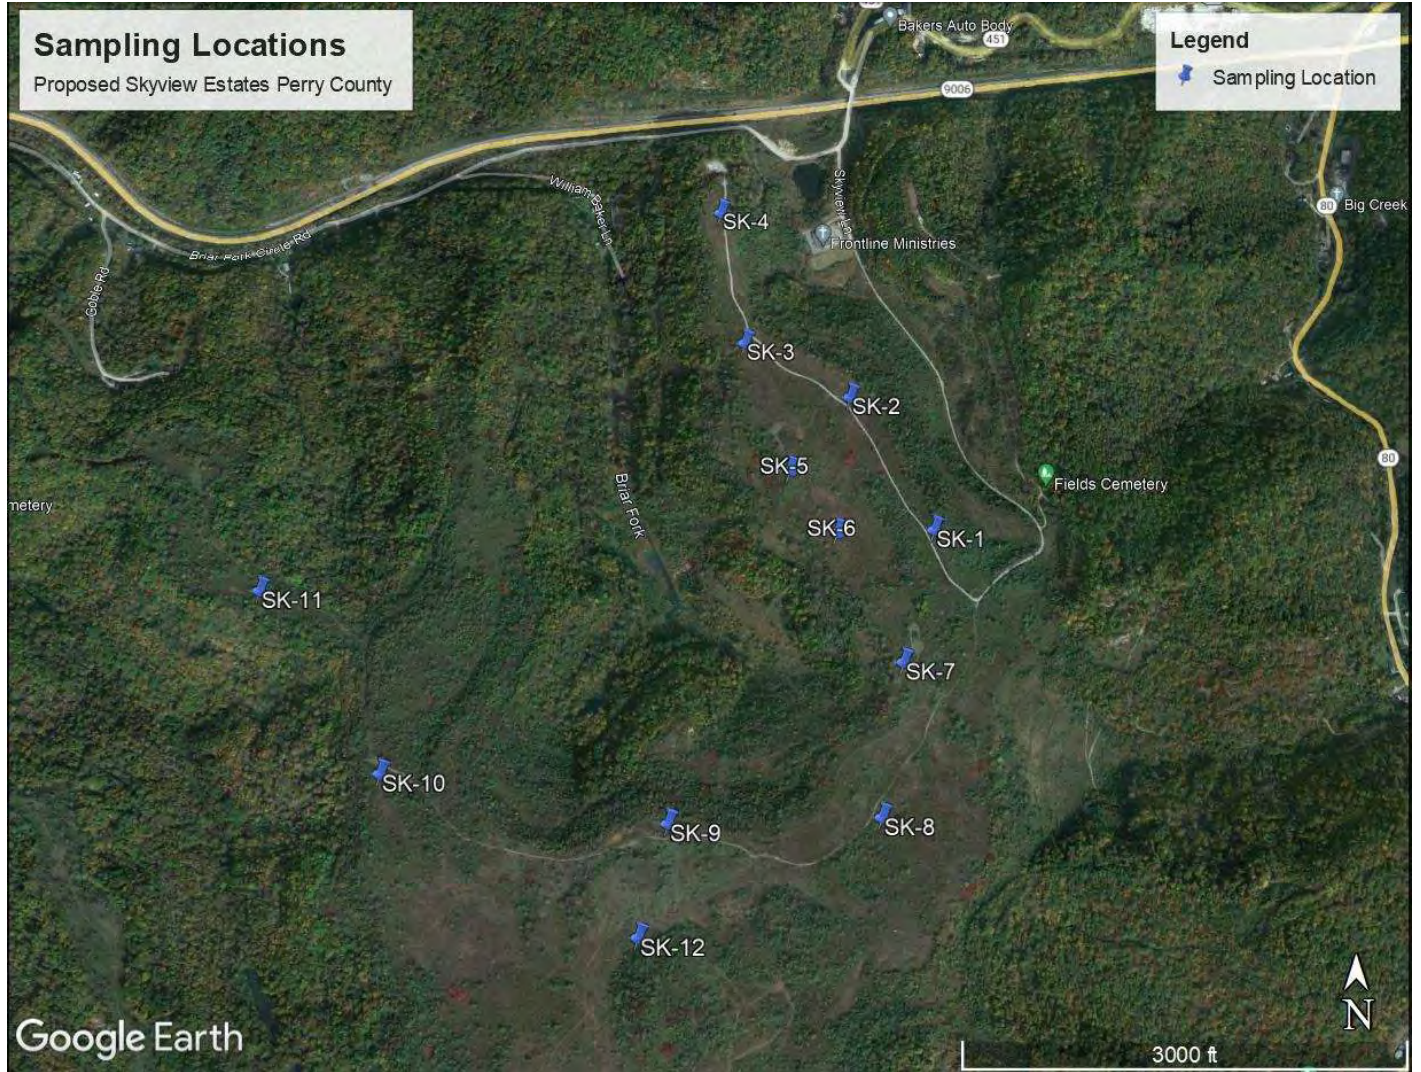 Sampling Locations
Proposed Skyview Estates Perry County
Legend
Sampling Location
Bakers Auto Body
451
9006
William Baker Ln
Skyview Ln
SK-4
80
Big Creek
Frontline Ministries
Briar Fork Circle Rd
Goble Rd
SK-3
SK-2
80
SK-5
Fields Cemetery
metery
Briar Fork
SK-6
SK-1
SK-11
SK-7
SK-10
SK-9
SK-8
SK-12
N
Google Earth
3000 ft